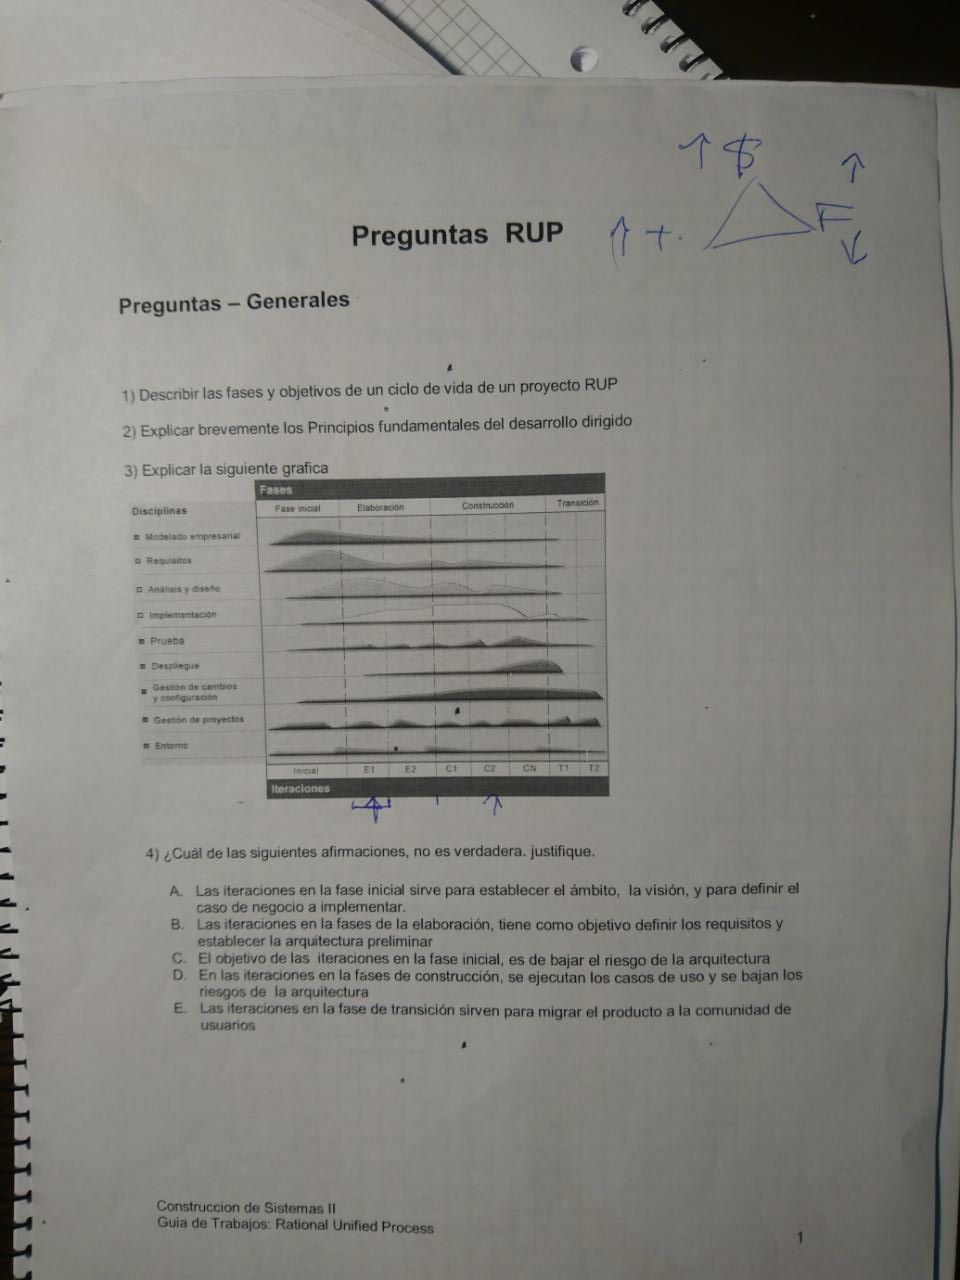 ↑ $
↑
Preguntas RUP
↑ +.
F
↓
Preguntas – Generales
1) Describir las fases y objetivos de un ciclo de vida de un proyecto RUP
2) Explicar brevemente los Principios fundamentales del desarrollo dirigido
3) Explicar la siguiente grafica
Fases
Disciplinas
Fase inicial Elaboración Construcción Transición
Modelado empresarial
Requisitos
Análisis y diseño
Implementación
Prueba
Despliegue
Gestión de cambios
y configuración
Gestión de proyectos
Entorno
Inicial E1 E2 C1 C2 CN T1 T2
Iteraciones
4) ¿Cuál de las siguientes afirmaciones, no es verdadera. justifique.
A. Las iteraciones en la fase inicial sirve para establecer el ámbito, la visión, y para definir el
caso de negocio a implementar.
B. Las iteraciones en la fases de la elaboración, tiene como objetivo definir los requisitos y
establecer la arquitectura preliminar
C. El objetivo de las iteraciones en la fase inicial, es de bajar el riesgo de la arquitectura
D. En las iteraciones en la fases de construcción, se ejecutan los casos de uso y se bajan los
riesgos de la arquitectura
E. Las iteraciones en la fase de transición sirven para migrar el producto a la comunidad de
usuarios
Construccion de Sistemas II
Guia de Trabajos: Rational Unified Process
1